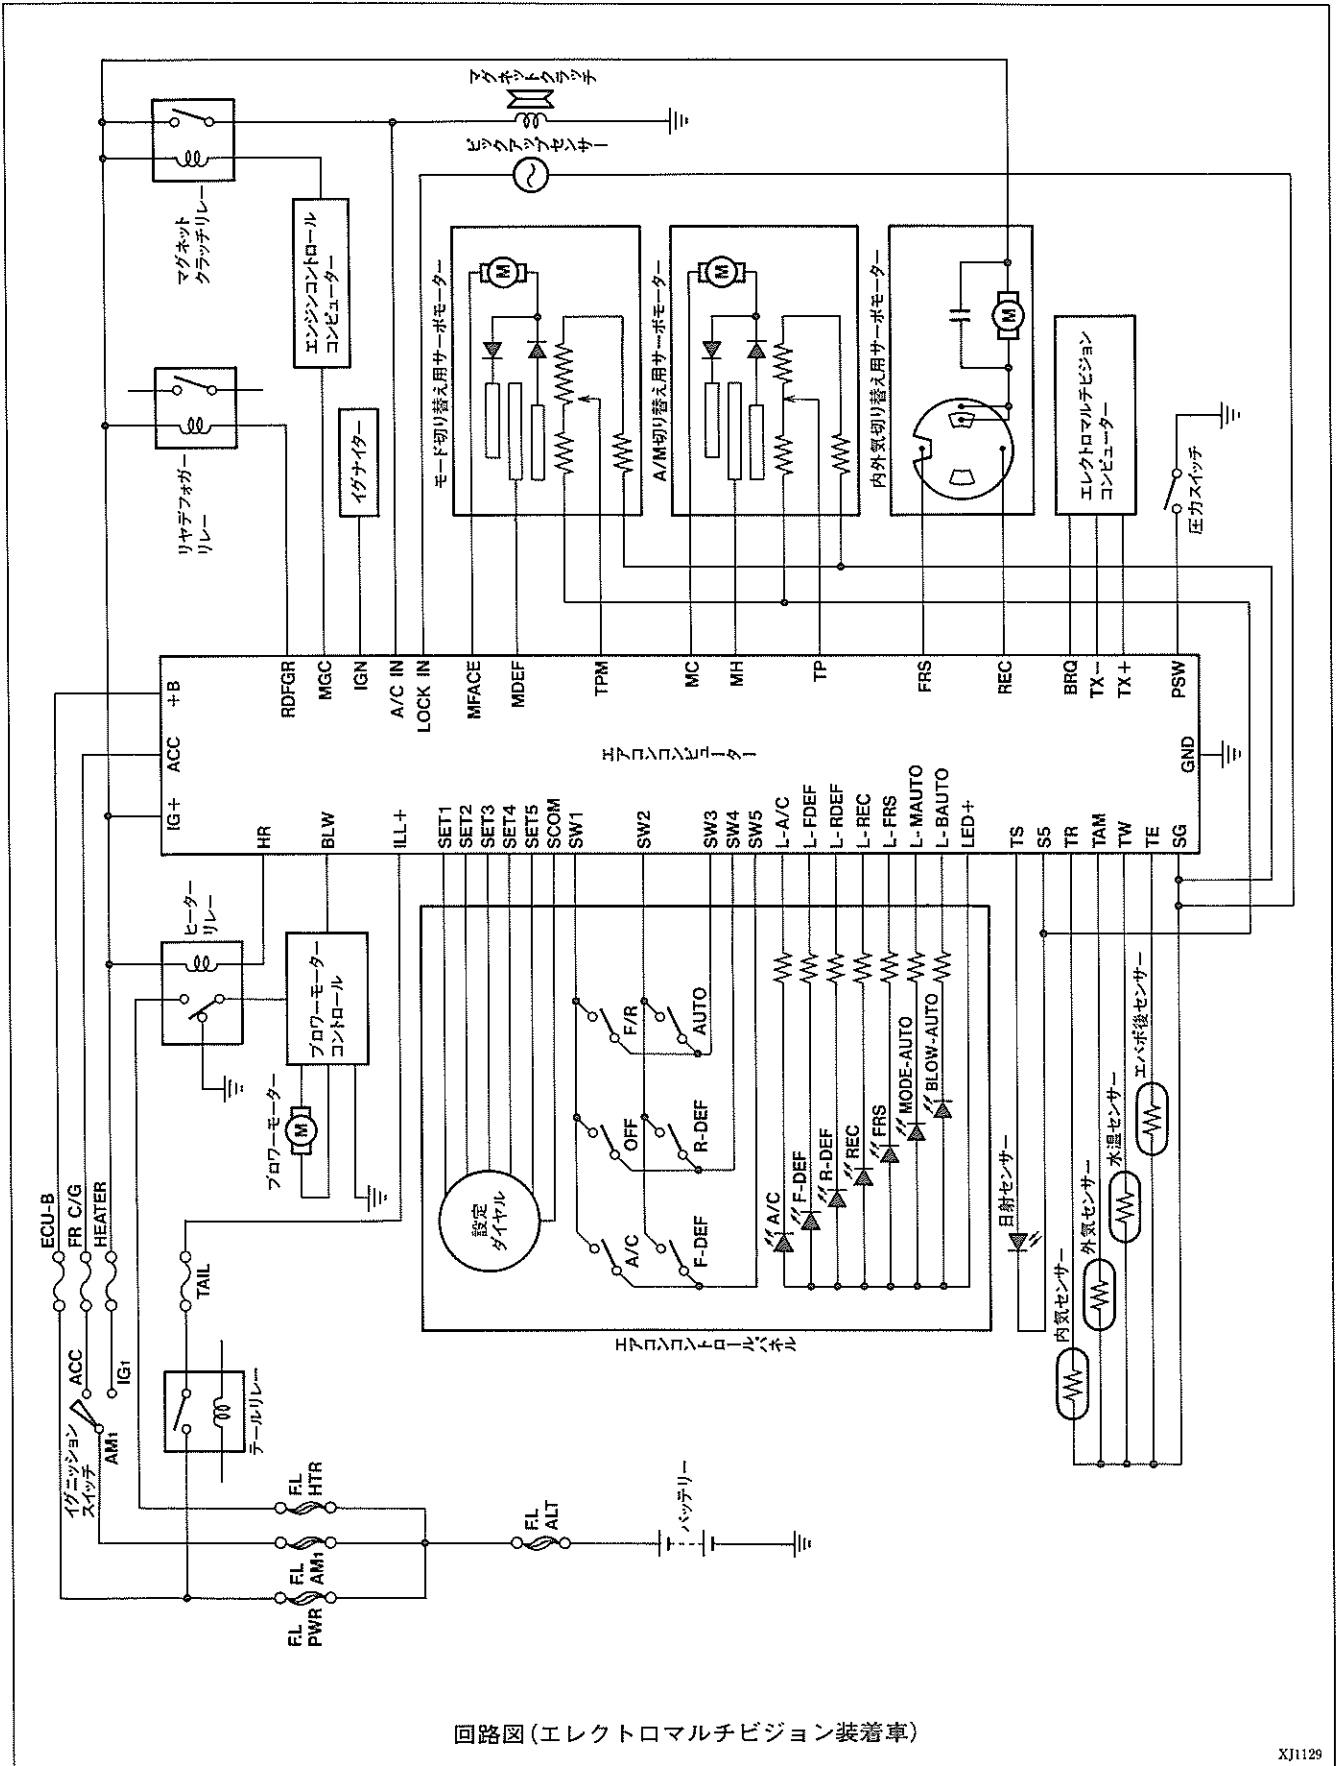 マグネットクラッチ
ピックアップセンサー
マグネット
クラッチリレー
エンジンコントロール
コンピューター
リヤデフォガー
リレー
イグナイター
モード切り替え用サーボモーター
M
A/M切り替え用サーボモーター
M
内外気切り替え用サーボモーター
M
エレクトロマルチビジョン
コンピューター
圧力スイッチ
+B
ACC
IG+
RDFGR
MGC
IGN
A/C IN
LOCK IN
MFACE
MDEF
TPM
MC
MH
TP
FRS
REC
BRQ
TX-
TX+
PSW
エアコンコンピューター
GND
HR
BLW
ILL+
SET1
SET2
SET3
SET4
SET5
SCOM
SW1
SW2
SW3
SW4
SW5
L-A/C
L-FDEF
L-RDEF
L-REC
L-FRS
L-MAUTO
L-BAUTO
LED+
TS
S5
TR
TAM
TW
TE
SG
ヒーター
リレー
ブロワーモーター
コントロール
ブロワーモーター
M
設定
ダイヤル
F/R
AUTO
OFF
R-DEF
A/C
F-DEF
A/C
F-DEF
R-DEF
REC
FRS
MODE-AUTO
BLOW-AUTO
エアコンコントロールパネル
日射センサー
内気センサー
外気センサー
水温センサー
エバポ後センサー
ECU-B
FR C/G
HEATER
TAIL
ACC
IG1
イグニッション
スイッチ
AM1
テールリレー
F.L
HTR
F.L
AM1
F.L
PWR
F.L
ALT
バッテリー
回路図(エレクトロマルチビジョン装着車)
XJ1129